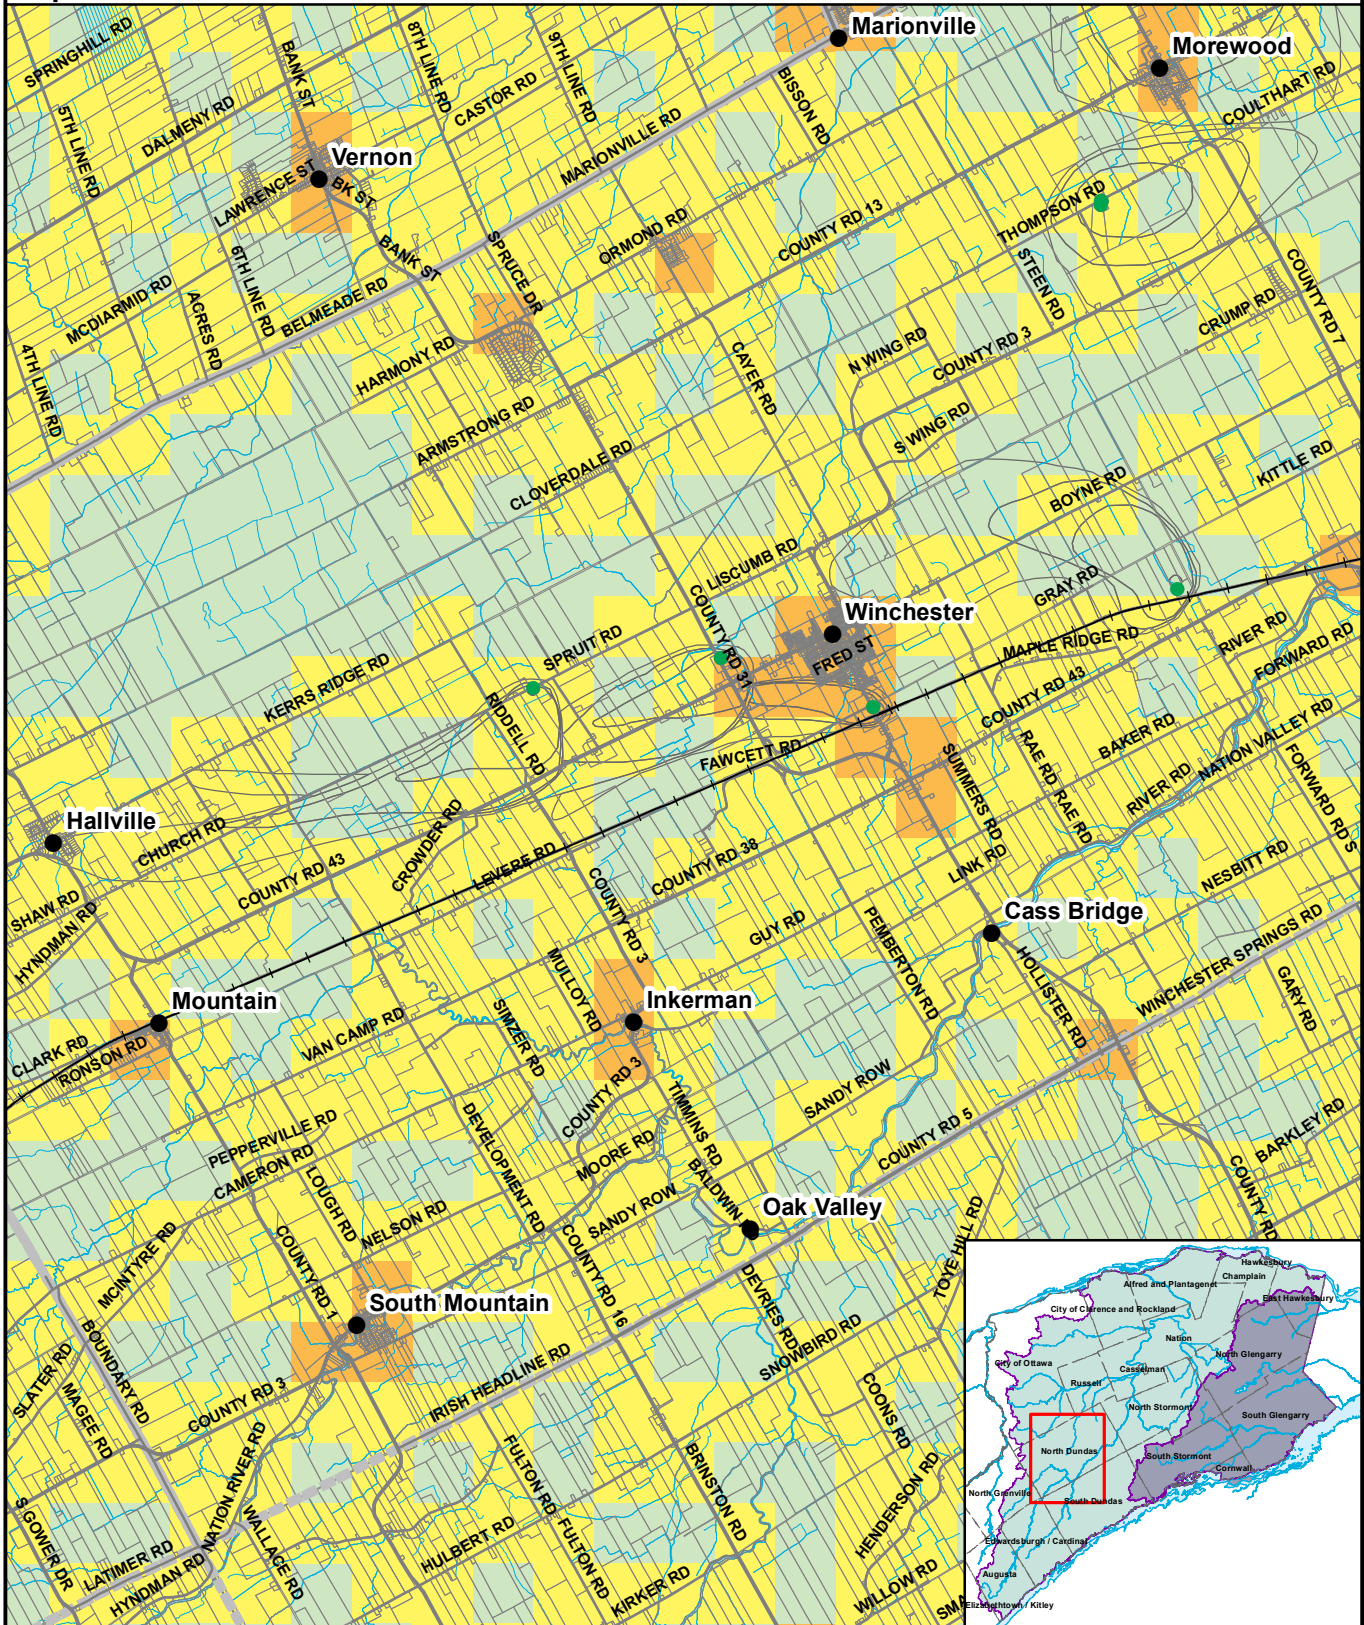 Marionville
Morewood
SPRINGHILL RD
BANK ST
8TH LINE RD
9TH LINE RD
CASTOR RD
BISSON RD
COULTHART RD
5TH LINE RD
DALMENY RD
MARIONVILLE RD
Vernon
LAWRENCE ST
BK ST
THOMPSON RD
ORMOND RD
COUNTY RD 13
BANK ST
SPRUCE DR
STEEN RD
COUNTY RD 7
6TH LINE RD
MCDIARMID RD
ACRES RD
BELMEADE RD
CRUMP RD
4TH LINE RD
HARMONY RD
CAYER RD
N WING RD
COUNTY RD 3
ARMSTRONG RD
S WING RD
CLOVERDALE RD
BOYNE RD
KITTLE RD
LISCUMB RD
GRAY RD
COUNTY RD 31
Winchester
FRED ST
MAPLE RIDGE RD
RIVER RD
FORWARD RD
SPRUIT RD
KERRS RIDGE RD
RIDDELL RD
COUNTY RD 43
BAKER RD
NATION VALLEY RD
FAWCETT RD
SUMMERS RD
RAE RD
RAE RD
RIVER RD
FORWARD RD S
Hallville
CHURCH RD
CROWDER RD
COUNTY RD 43
LEVERE RD
COUNTY RD 38
LINK RD
NESBITT RD
SHAW RD
HYNDMAN RD
COUNTY RD 3
GUY RD
PEMBERTON RD
Cass Bridge
WINCHESTER SPRINGS RD
HOLLISTER RD
GARY RD
MULLOY RD
Mountain
Inkerman
SIMZER RD
VAN CAMP RD
CLARK RD
RONSON RD
COUNTY RD 3
TIMMINS RD
SANDY ROW
PEPPERVILLE RD
CAMERON RD
DEVELOPMENT RD
MOORE RD
COUNTY RD 5
BARKLEY RD
LOUGH RD
NELSON RD
SANDY ROW
BALDWIN
Oak Valley
COUNTY RD
MCINTYRE RD
COUNTY RD 1
COUNTY RD 16
DEVRIES RD
TOYE HILL RD
South Mountain
BOUNDARY RD
SNOWBIRD RD
SLATER RD
MAGEE RD
COUNTY RD 3
IRISH HEADLINE RD
COONS RD
NATION RIVER RD
FULTON RD
BRINSTON RD
HENDERSON RD
S GOWER DR
WALLACE RD
LATIMER RD
HYNDMAN RD
HULBERT RD
FULTON RD
KIRKER RD
WILLOW RD
SMA
Hawkesbury
Champlain
Alfred and Plantagenet
East Hawkesbury
City of Clarence and Rockland
Nation
North Glengarry
City of Ottawa
Casselman
Russell
North Stormont
South Glengarry
North Dundas
South Stormont
Cornwall
North Grenville
South Dundas
Edwardsburgh / Cardinal
Augusta
Elizabethtown / Kitley